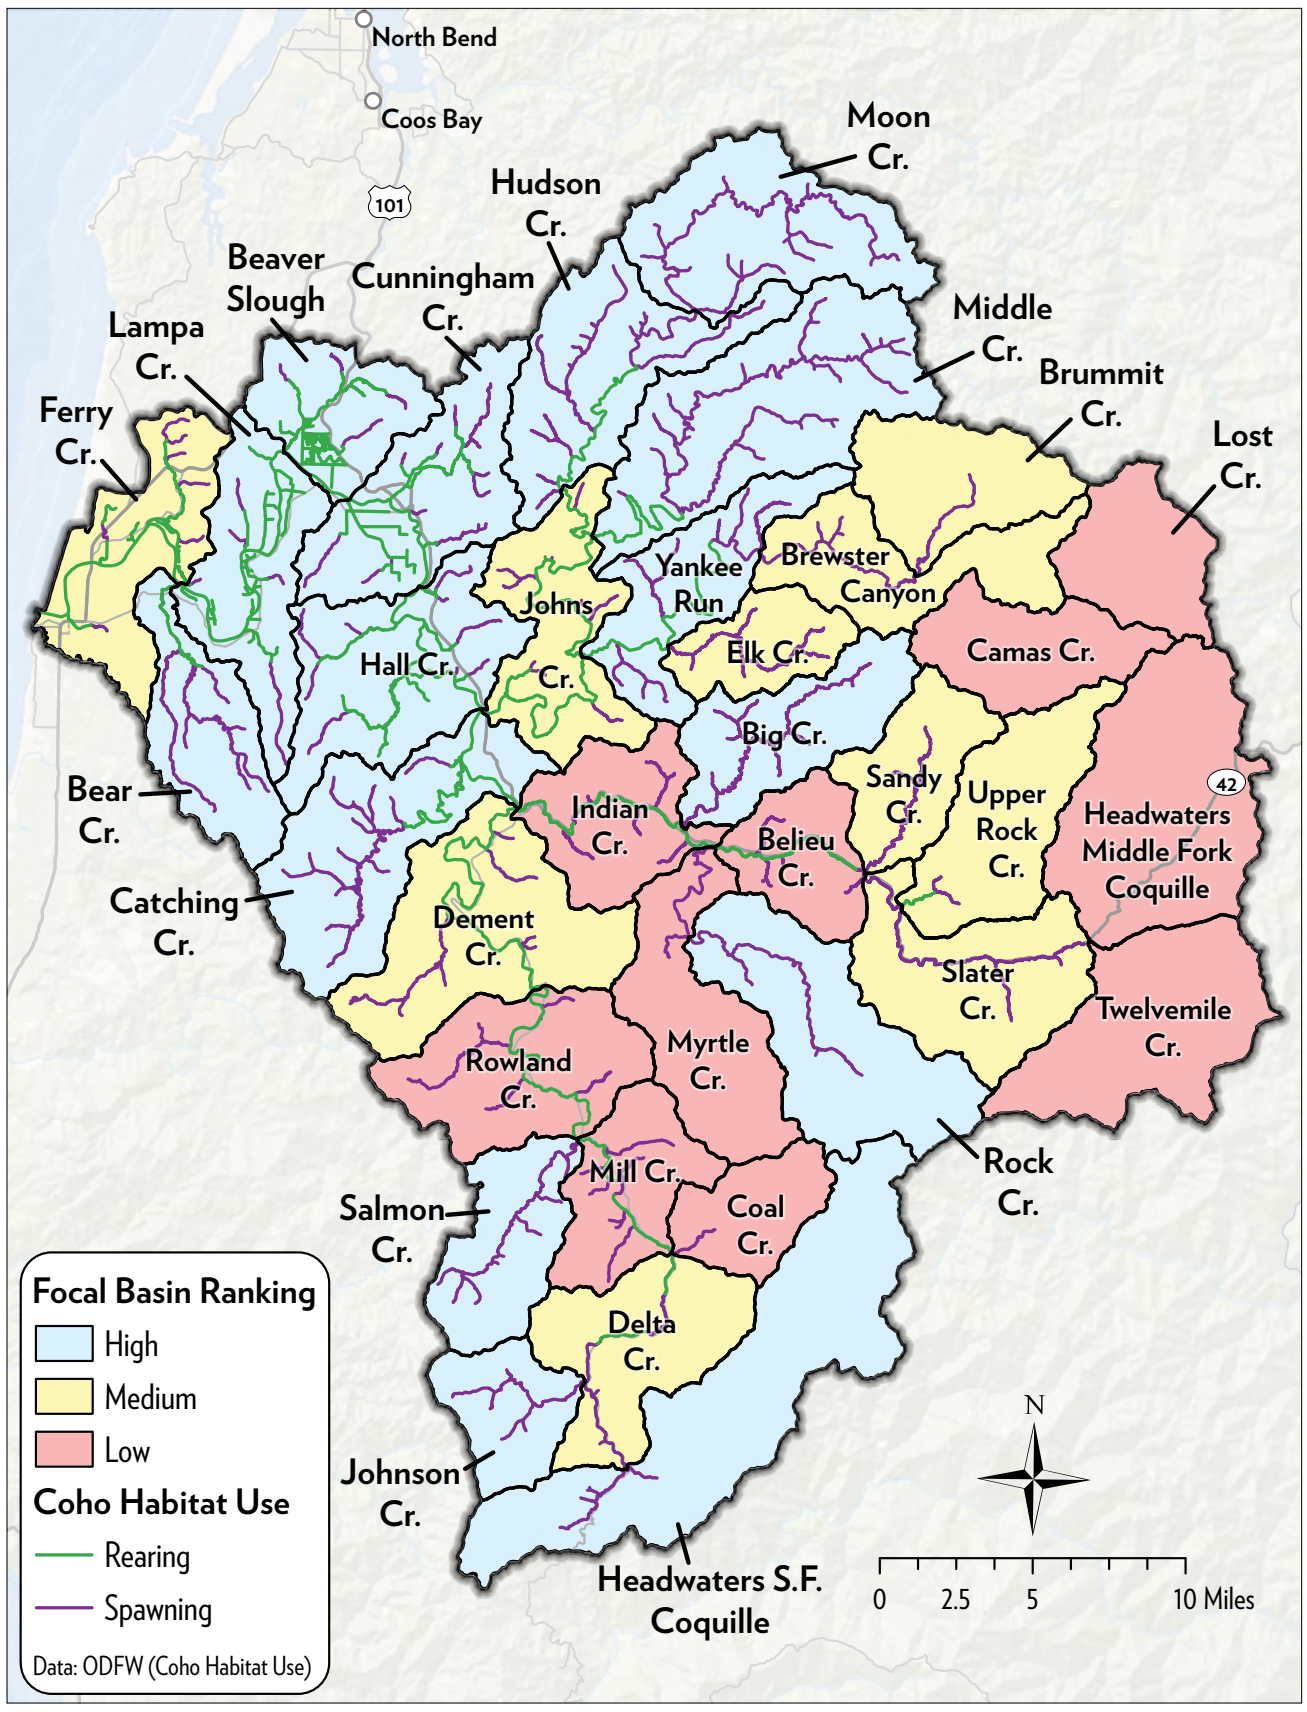 North Bend
Coos Bay
101
Moon
Cr.
Hudson
Cr.
Beaver
Slough
Cunningham
Cr.
Lampa
Cr.
Middle
Cr.
Brummit
Cr.
Ferry
Cr.
Lost
Cr.
Yankee
Run
Brewster
Canyon
Johns
Cr.
Hall Cr.
Elk Cr.
Camas Cr.
Big Cr.
Bear
Cr.
Sandy
Cr.
Upper
Rock
Cr.
42
Headwaters
Middle Fork
Coquille
Indian
Cr.
Belieu
Cr.
Catching
Cr.
Dement
Cr.
Slater
Cr.
Twelvemile
Cr.
Rowland
Cr.
Myrtle
Cr.
Rock
Cr.
Mill Cr.
Salmon
Cr.
Coal
Cr.
Delta
Cr.
Johnson
Cr.
Headwaters S.F.
Coquille
Focal Basin Ranking
High
Medium
Low
Coho Habitat Use
Rearing
Spawning
Data: ODFW (Coho Habitat Use)
N
0 2.5 5 10 Miles